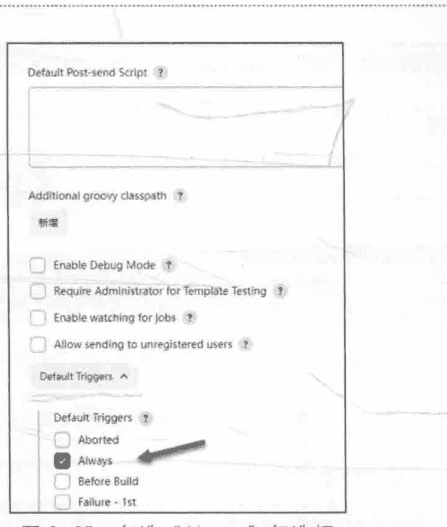 Default Post-send Script ?
Additional groovy classpath ?
新增
Enable Debug Mode ?
Require Administrator for Template Testing ?
Enable watching for Jobs ?
Allow sending to unregistered users ?
Default Triggers
Default Triggers ?
Aborted
Always
Before Build
Failure - 1st